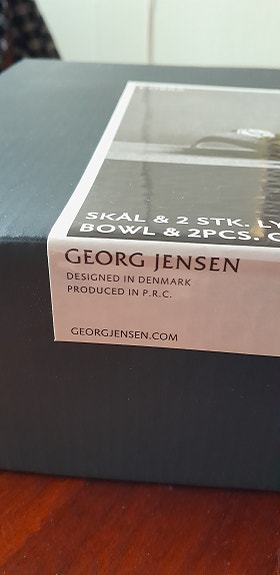 SKÅL & 2 STK.
BOWL & 2PCS.
GEORG JENSEN
DESIGNED IN DENMARK
PRODUCED IN P.R.C.
GEORGJENSEN.COM